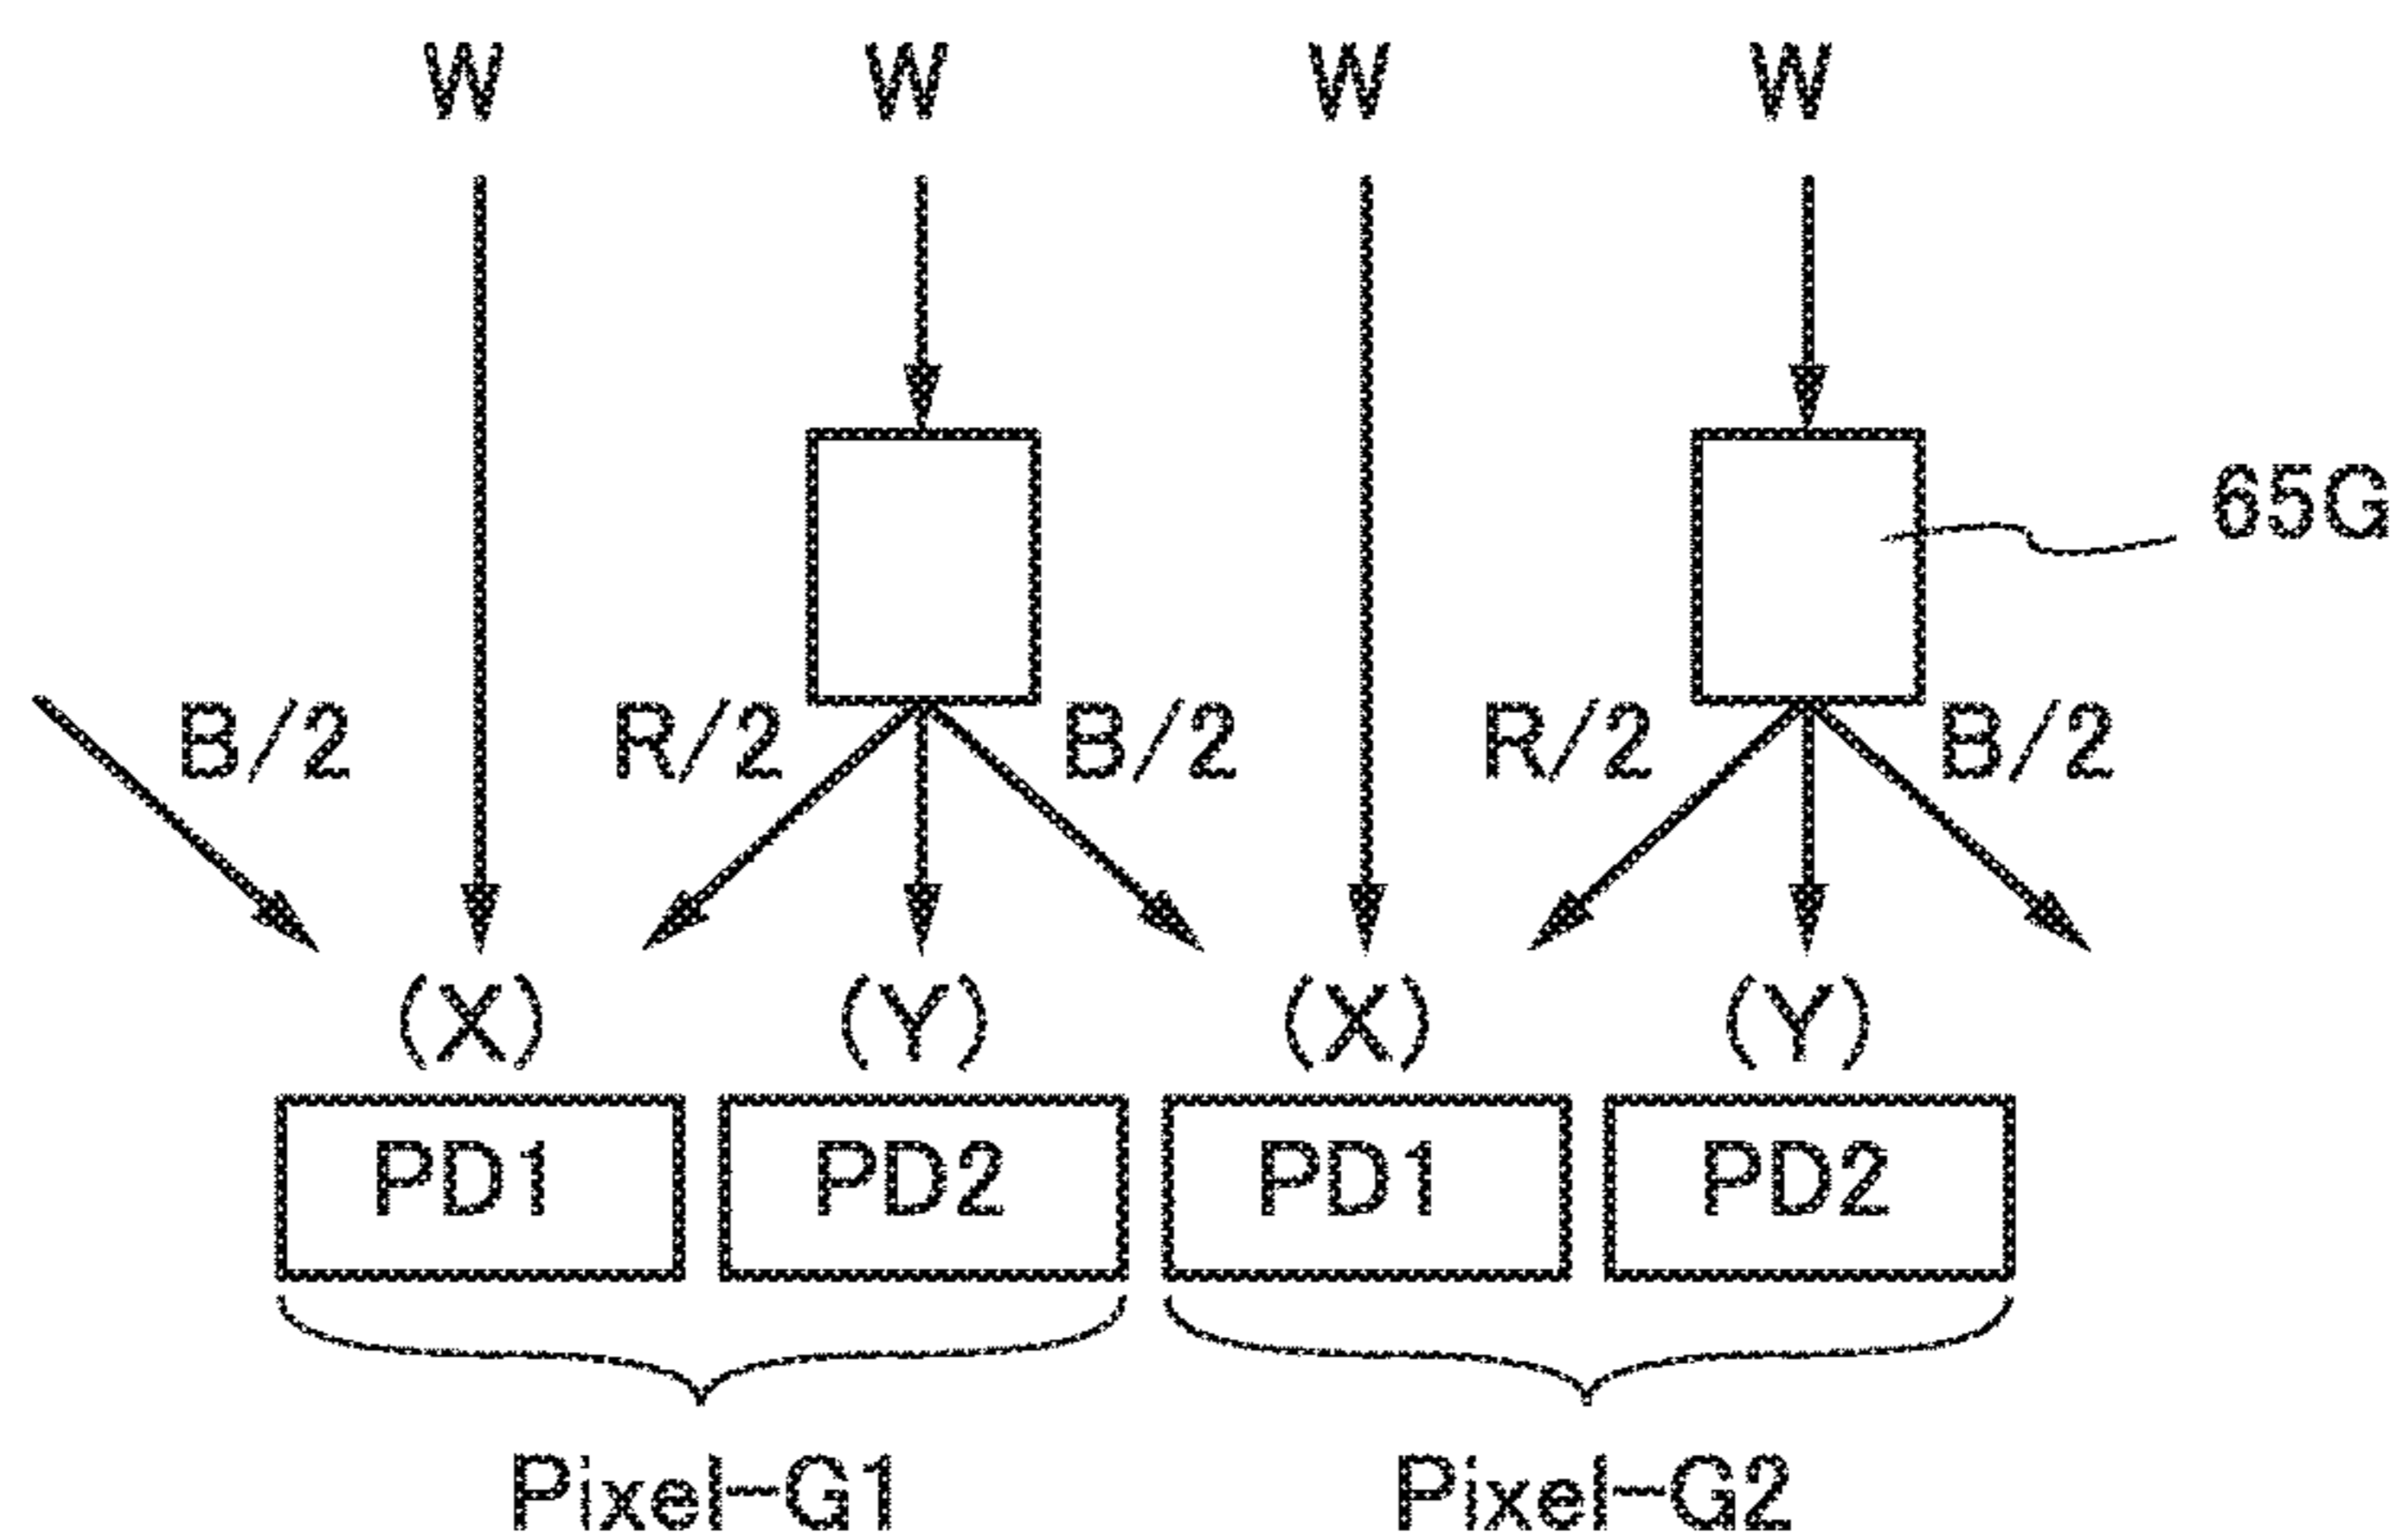 W W W W
65G
B/2 R/2 B/2 R/2 B/2
(X) (Y) (X) (Y)
PD1 PD2 PD1 PD2
Pixel-G1 Pixel-G2